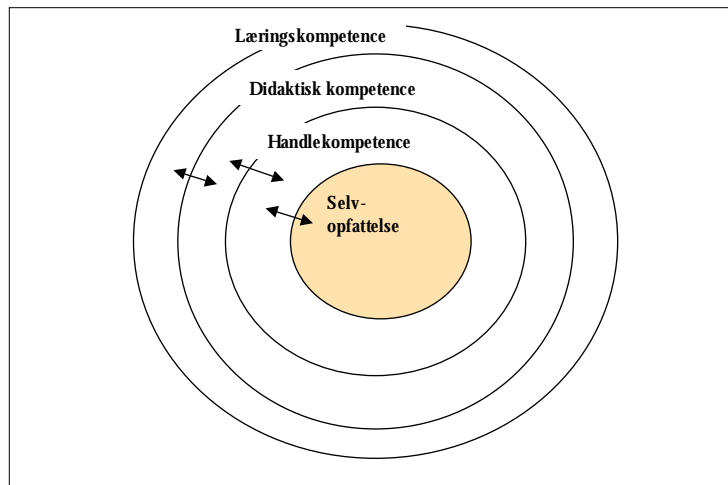 Læringskompetence
Didaktisk kompetence
Handlekompetence
Selv-
opfattelse